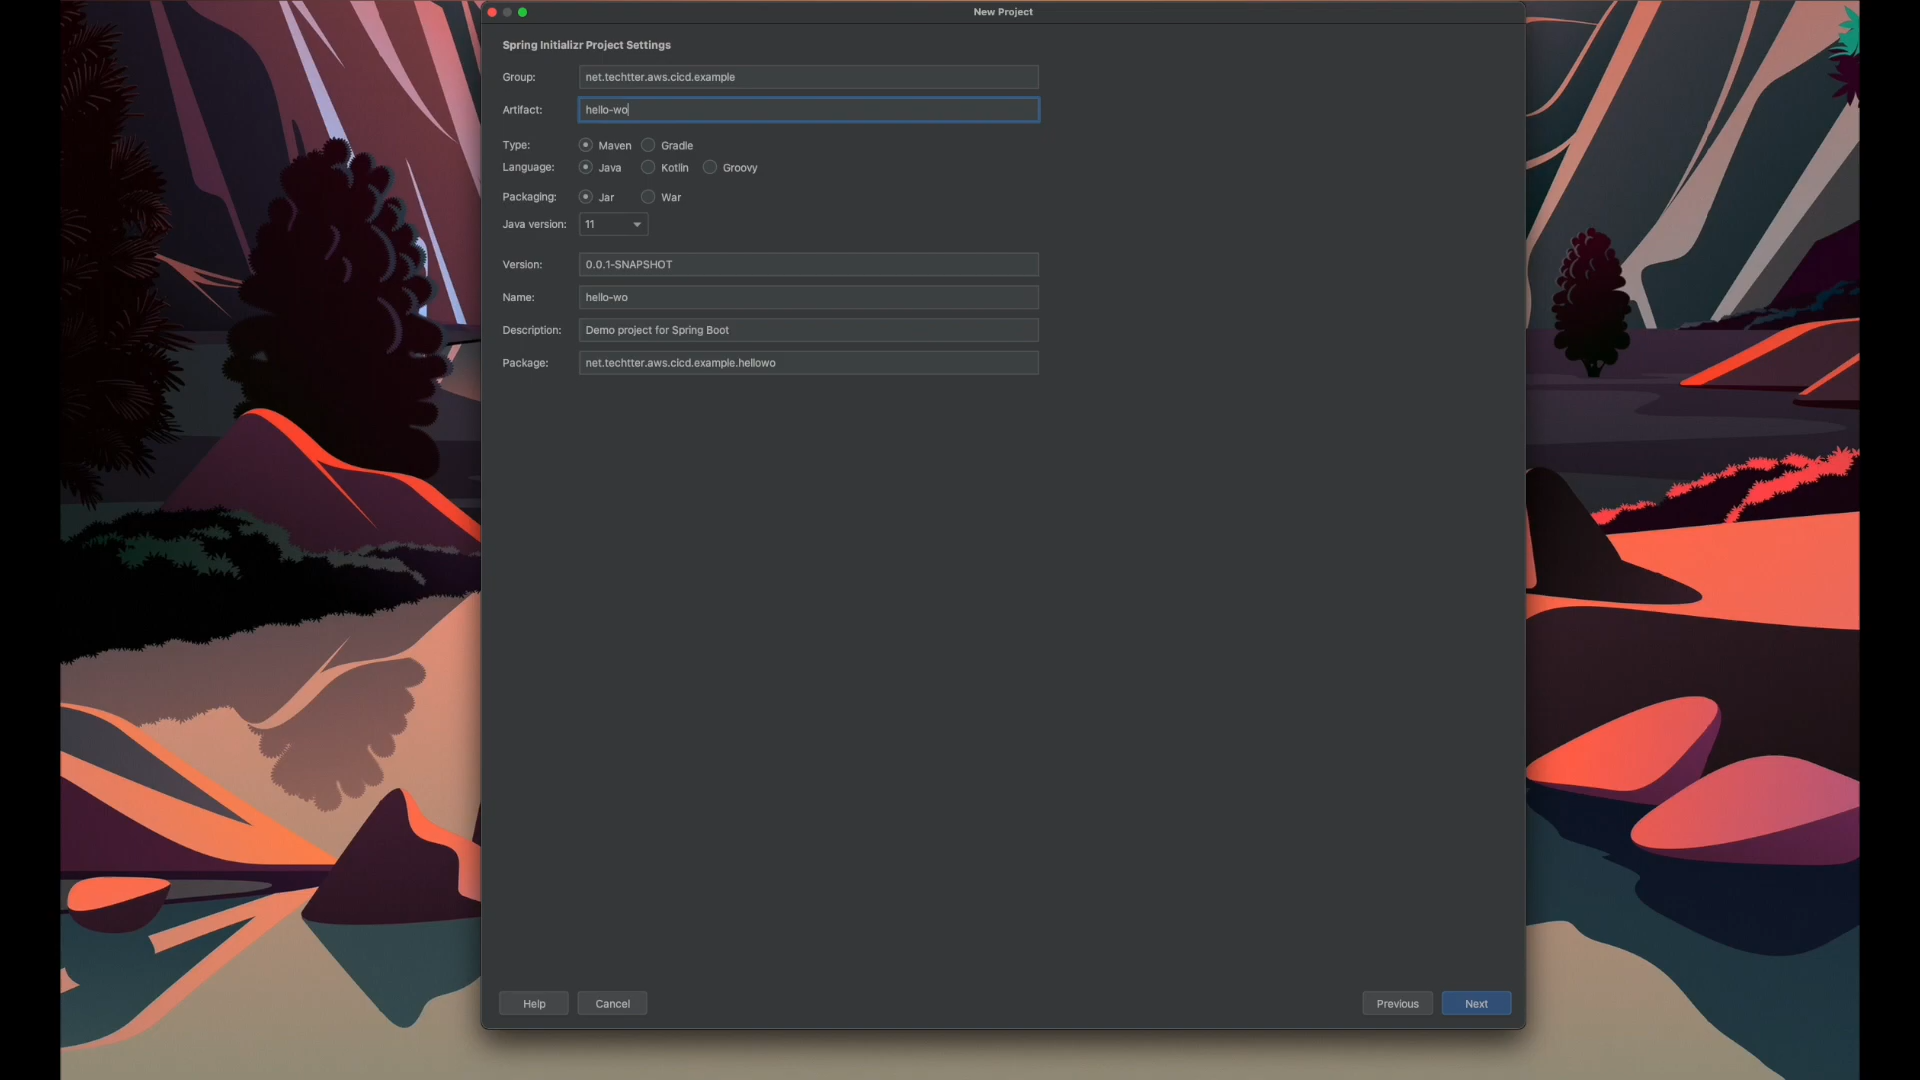 New Project
Spring Initializr Project Settings
Group: net.techtter.aws.cicd.example
Artifact: hello-wo
Type: Maven Gradle
Language: Java Kotlin Groovy
Packaging: Jar War
Java version: 11
Version: 0.0.1-SNAPSHOT
Name: hello-wo
Description: Demo project for Spring Boot
Package: net.techtter.aws.cicd.example.hellowo
Help Cancel Previous Next